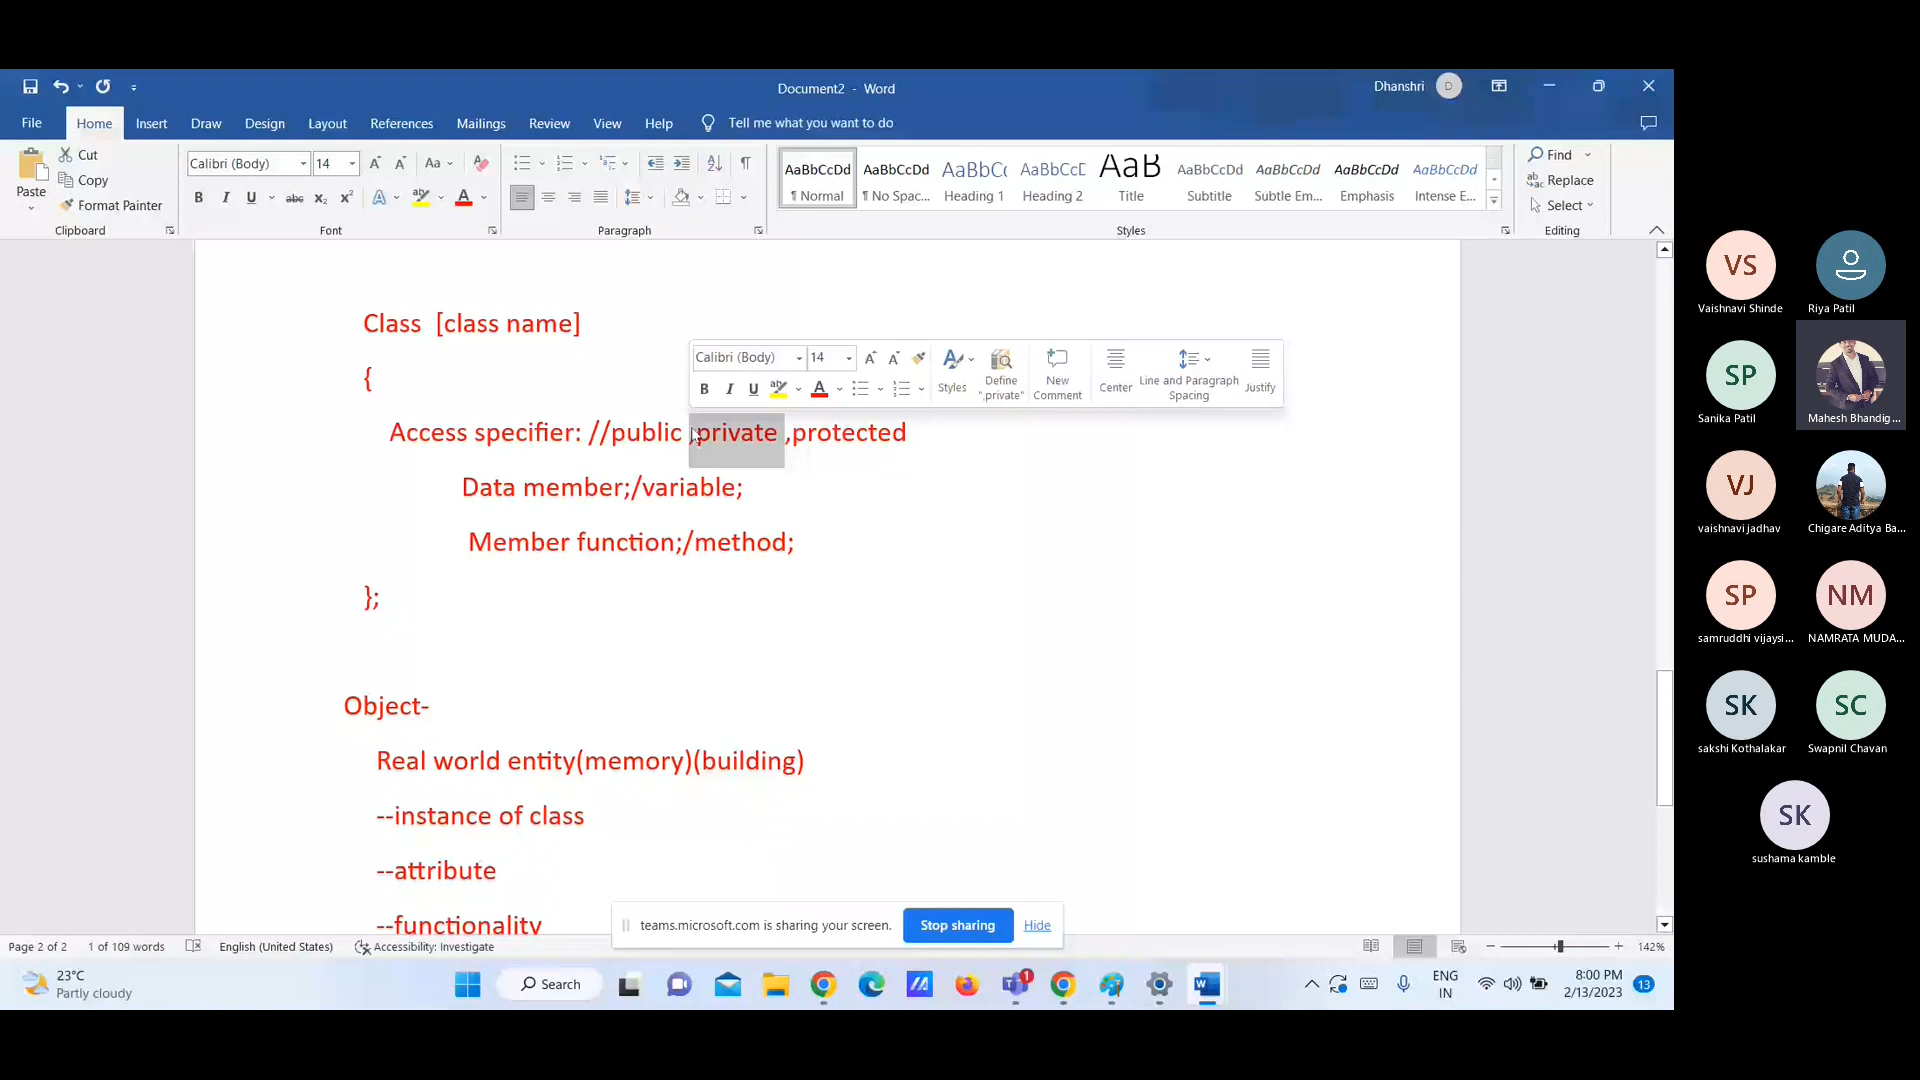 Document2 - Word
Dhanshri
D
File Home Insert Draw Design Layout References Mailings Review View Help Tell me what you want to do
Paste
Cut
Copy
Format Painter
Clipboard
Calibri (Body) 14
Font
Paragraph
AaBbCcDd AaBbCcDd AaBbC AaBbCcD AaB AaBbCcDd AaBbCcDd AaBbCcDd AaBbCcDd
¶ Normal ¶ No Spac... Heading 1 Heading 2 Title Subtitle Subtle Em... Emphasis Intense E...
Styles
Find
Replace
Select
Editing
Class [class name]
{
Calibri (Body) 14
Styles
Define ",private"
New Comment
Center
Line and Paragraph Spacing
Justify
Access specifier: //public ,private ,protected
Data member;/variable;
Member function;/method;
};
Object-
Real world entity(memory)(building)
--instance of class
--attribute
--functionality
teams.microsoft.com is sharing your screen. Stop sharing Hide
Page 2 of 2 1 of 109 words English (United States) Accessibility: Investigate 142%
23°C
Partly cloudy
Search
1
ENG
IN
8:00 PM
2/13/2023
13
VS
Vaishnavi Shinde
Riya Patil
SP
Sanika Patil
Mahesh Bhandig...
VJ
vaishnavi jadhav
Chigare Aditya Ba...
SP
samruddhi vijaysi...
NM
NAMRATA MUDA...
SK
sakshi Kothalakar
SC
Swapnil Chavan
SK
sushama kamble